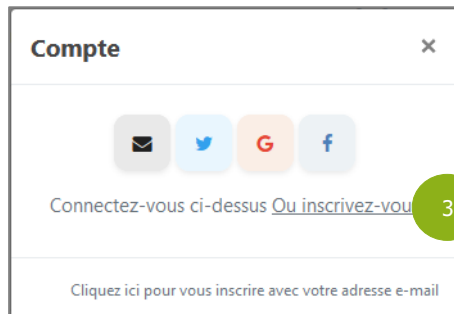 Compte ×
G f
Connectez-vous ci-dessus Ou inscrivez-vou
3
Cliquez ici pour vous inscrire avec votre adresse e-mail